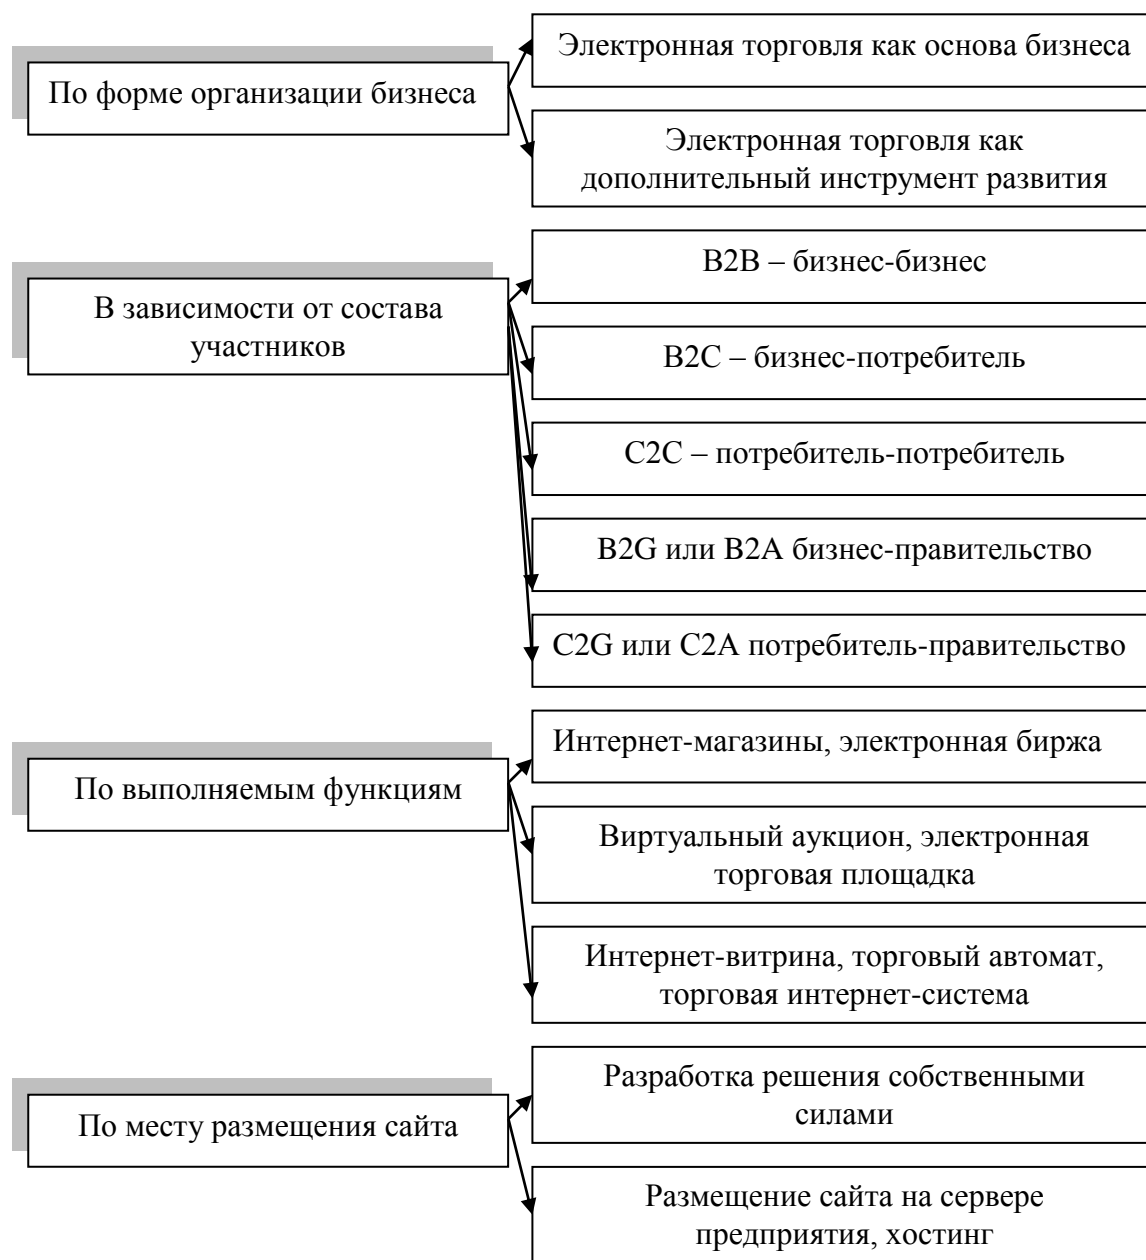 По форме организации бизнеса
Электронная торговля как основа бизнеса
Электронная торговля как
дополнительный инструмент развития
В зависимости от состава
участников
B2B – бизнес-бизнес
B2C – бизнес-потребитель
C2C – потребитель-потребитель
B2G или B2A бизнес-правительство
C2G или C2A потребитель-правительство
По выполняемым функциям
Интернет-магазины, электронная биржа
Виртуальный аукцион, электронная
торговая площадка
Интернет-витрина, торговый автомат,
торговая интернет-система
По месту размещения сайта
Разработка решения собственными
силами
Размещение сайта на сервере
предприятия, хостинг